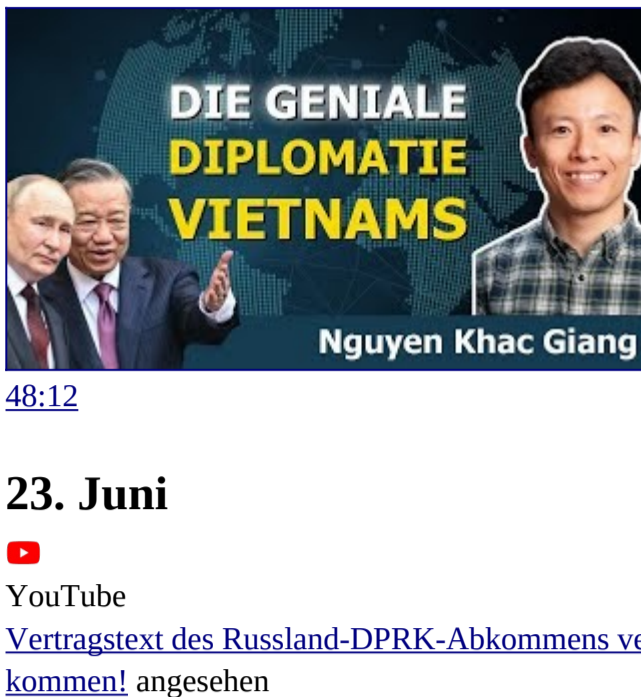 DIE GENIALE
DIPLOMATIE
VIETNAMS
Nguyen Khac Giang
48:12
23. Juni
YouTube
Vertragstext des Russland-DPRK-Abkommens
kommen! angesehen